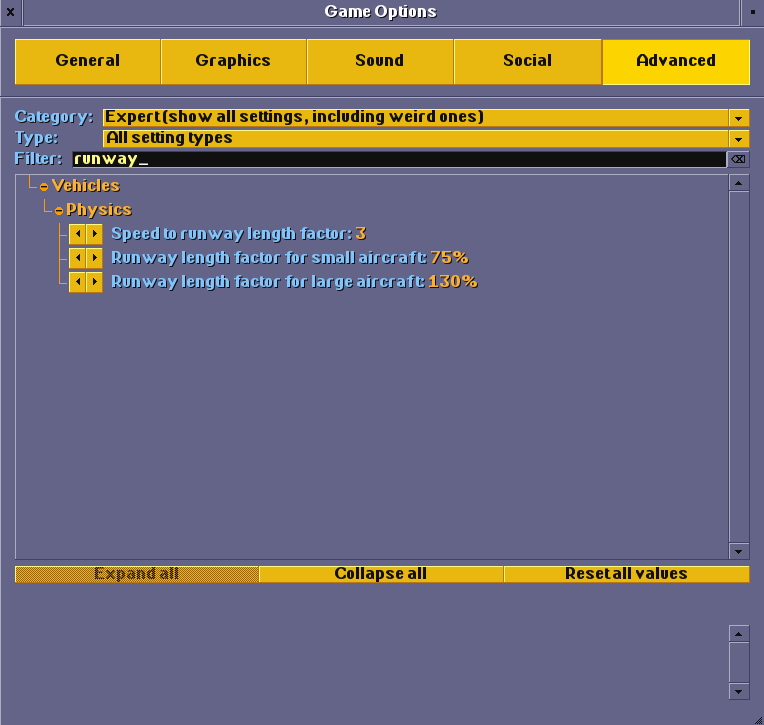 Game Options
General Graphics Sound Social Advanced
Category: Expert (show all settings, including weird ones)
Type: All setting types
Filter: runway_
Vehicles
Physics
Speed to runway length factor: 3
Runway length factor for small aircraft: 75%
Runway length factor for large aircraft: 130%
Expand all Collapse all Reset all values